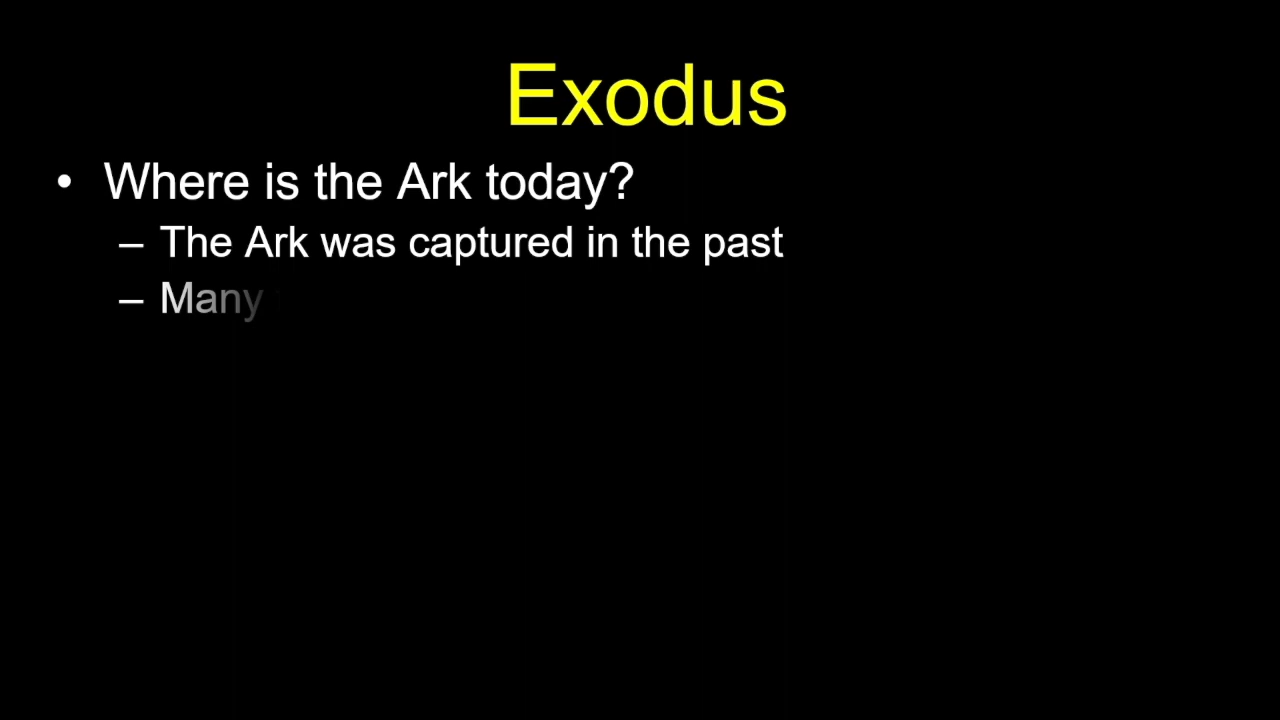 Exodus
• Where is the Ark today?
– The Ark was captured in the past
– Many